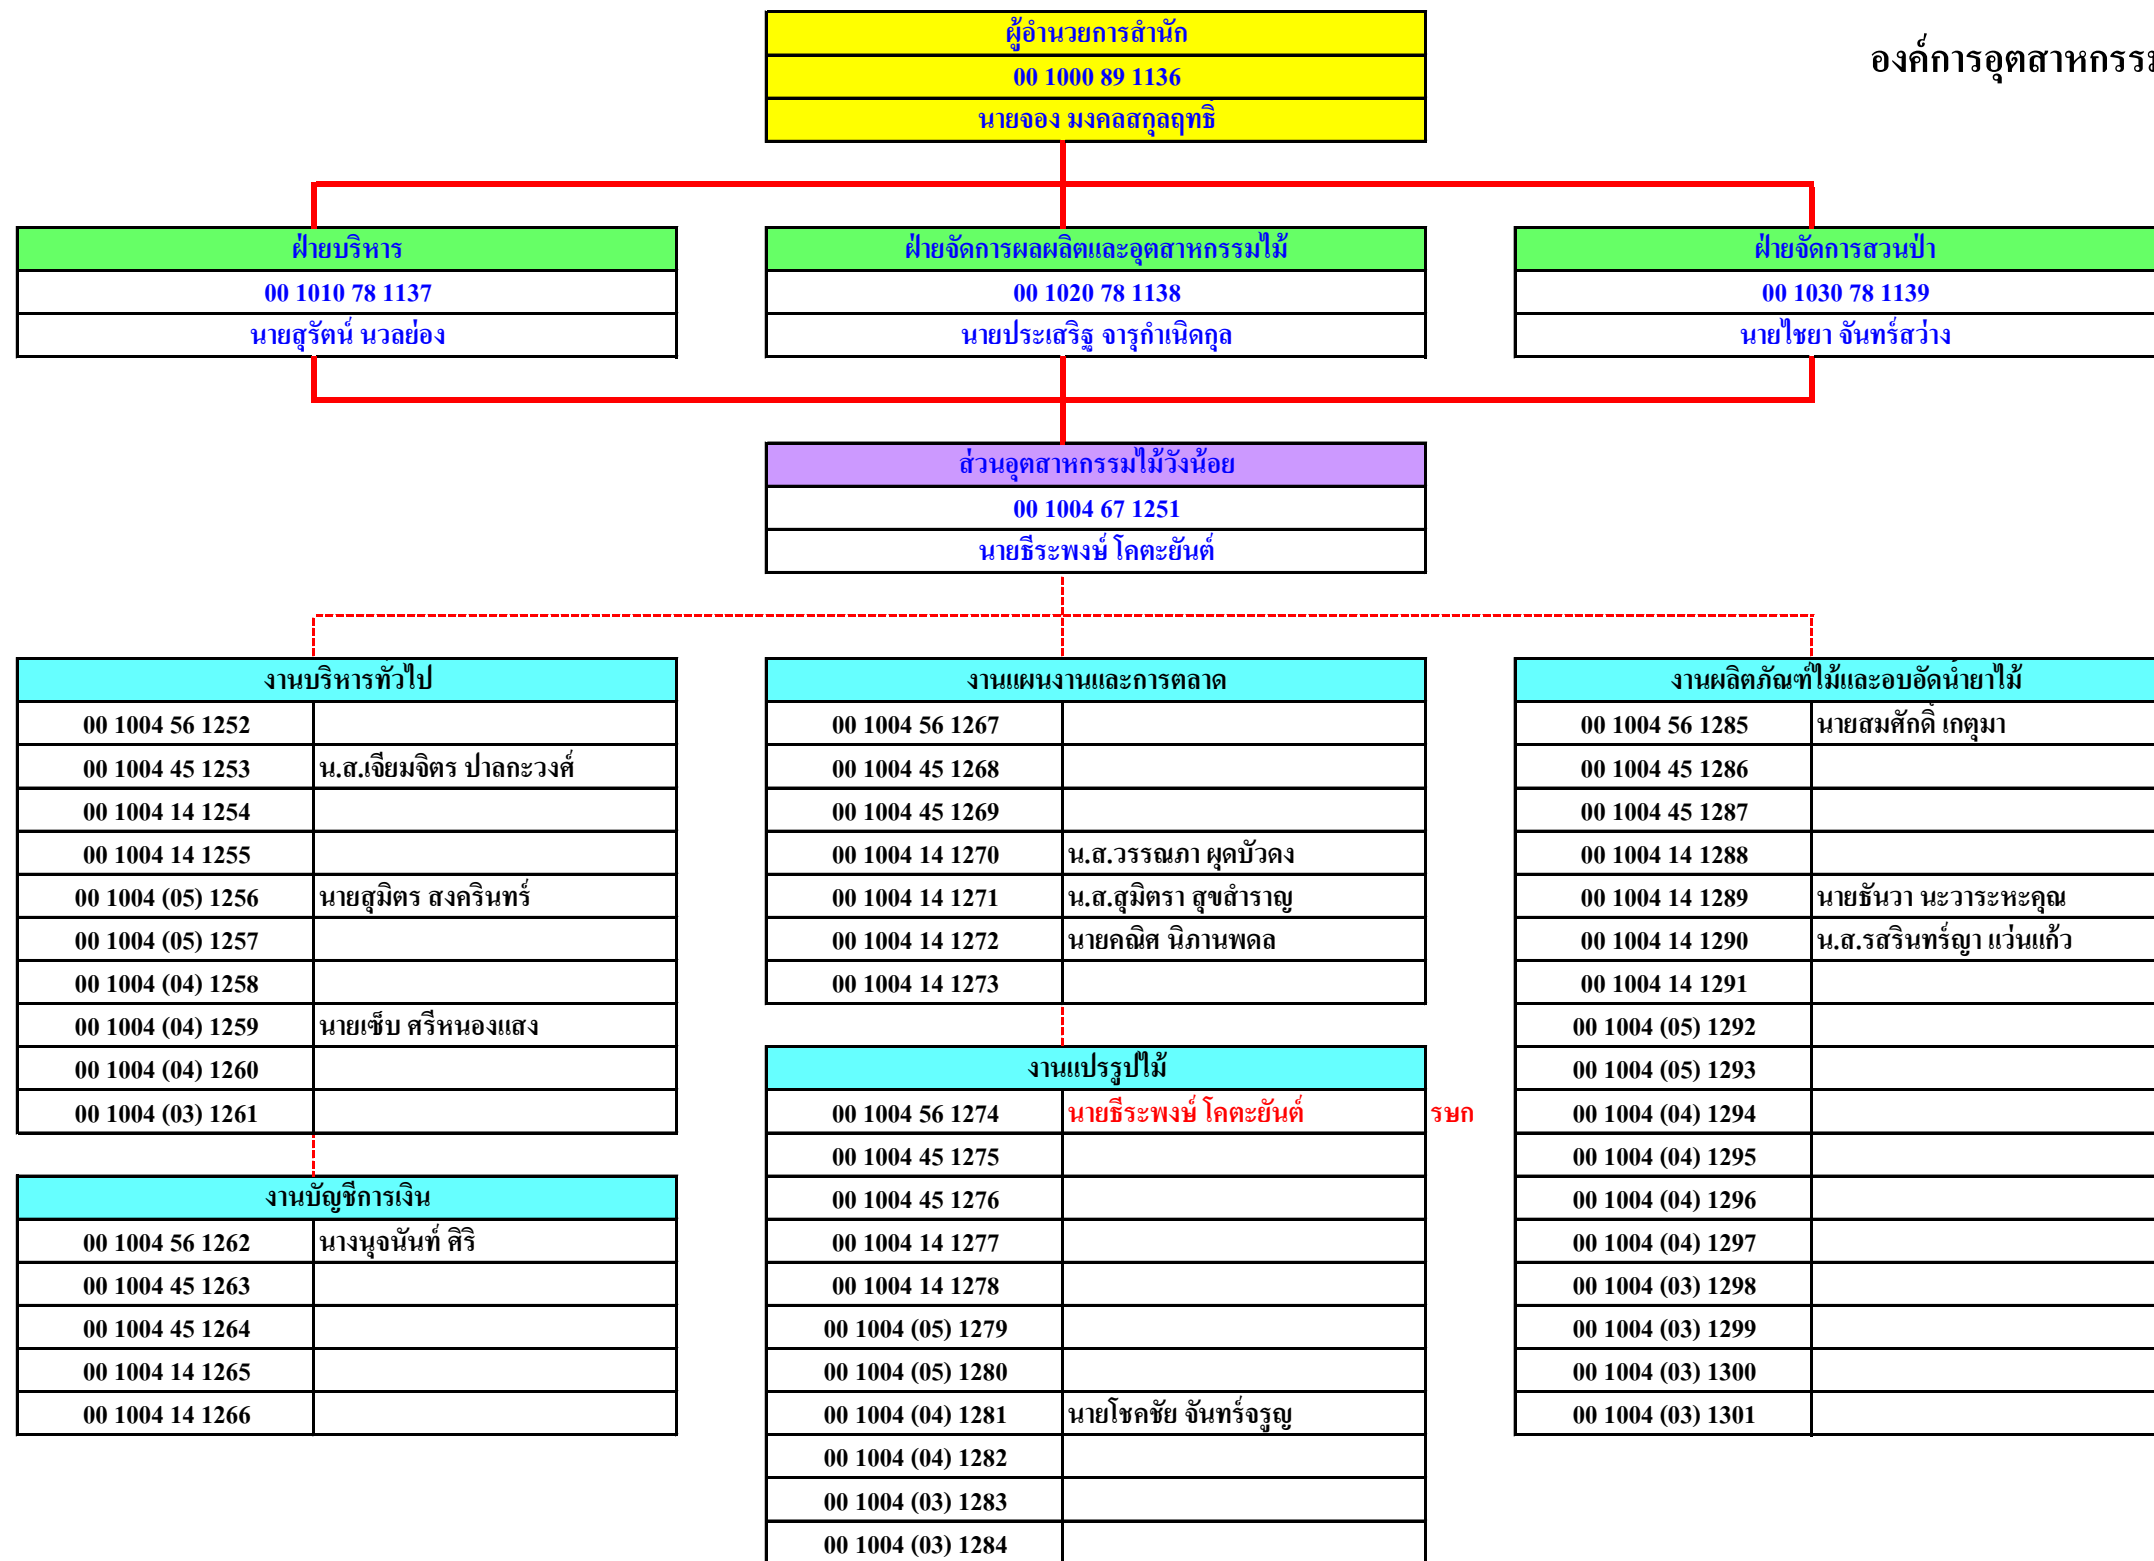 ผู้อำนวยการสำนัก
00 1000 89 1136
นายจอง มงคลสกุลฤทธิ์
องค์การอุตสาหกรรม
ฝ่ายบริหาร
00 1010 78 1137
นายสุรัตน์ นวลย่อง
ฝ่ายจัดการผลผลิตและอุตสาหกรรมไม้
00 1020 78 1138
นายประเสริฐ จารุกำเนิดกุล
ฝ่ายจัดการสวนป่า
00 1030 78 1139
นายไชยา จันทร์สว่าง
ส่วนอุตสาหกรรมไม้วังน้อย
00 1004 67 1251
นายธีระพงษ์ โคตะยันต์
งานบริหารทั่วไป
00 1004 56 1252
00 1004 45 1253 น.ส.เจียมจิตร ปาลกะวงศ์
00 1004 14 1254
00 1004 14 1255
00 1004 (05) 1256 นายสุมิตร สงครินทร์
00 1004 (05) 1257
00 1004 (04) 1258
00 1004 (04) 1259 นายเซ็บ ศรีหนองแสง
00 1004 (04) 1260
00 1004 (03) 1261
งานบัญชีการเงิน
00 1004 56 1262 นางนุจนันท์ ศิริ
00 1004 45 1263
00 1004 45 1264
00 1004 14 1265
00 1004 14 1266
งานแผนงานและการตลาด
00 1004 56 1267
00 1004 45 1268
00 1004 45 1269
00 1004 14 1270 น.ส.วรรณภา ผุดบัวดง
00 1004 14 1271 น.ส.สุมิตรา สุขสำราญ
00 1004 14 1272 นายคณิศ นิภานพดล
00 1004 14 1273
งานแปรรูปไม้
00 1004 56 1274 นายธีระพงษ์ โคตะยันต์ รษก
00 1004 45 1275
00 1004 45 1276
00 1004 14 1277
00 1004 14 1278
00 1004 (05) 1279
00 1004 (05) 1280
00 1004 (04) 1281 นายโชคชัย จันทร์จรูญ
00 1004 (04) 1282
00 1004 (03) 1283
00 1004 (03) 1284
งานผลิตภัณฑ์ไม้และอบอัดน้ำยาไม้
00 1004 56 1285 นายสมศักดิ์ เกตุมา
00 1004 45 1286
00 1004 45 1287
00 1004 14 1288
00 1004 14 1289 นายธันวา นะวาระหะคุณ
00 1004 14 1290 น.ส.รสรินทร์ญา แว่นแก้ว
00 1004 14 1291
00 1004 (05) 1292
00 1004 (05) 1293
00 1004 (04) 1294
00 1004 (04) 1295
00 1004 (04) 1296
00 1004 (04) 1297
00 1004 (03) 1298
00 1004 (03) 1299
00 1004 (03) 1300
00 1004 (03) 1301